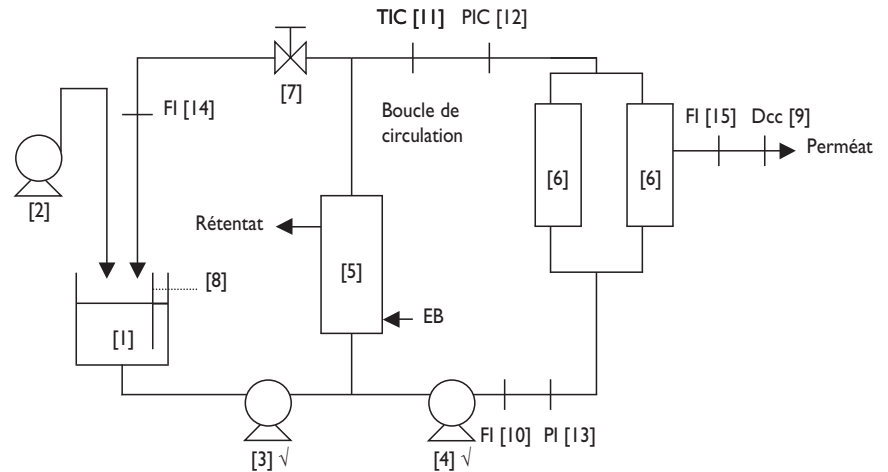 TIC [11] PIC [12]
[7]
FI [14]
Boucle de
circulation
FI [15] Dcc [9]
Perméat
[2]
[6] [6]
Rétentat
[8]
[5]
EB
[1]
FI [10] PI [13]
[3] √ [4] √